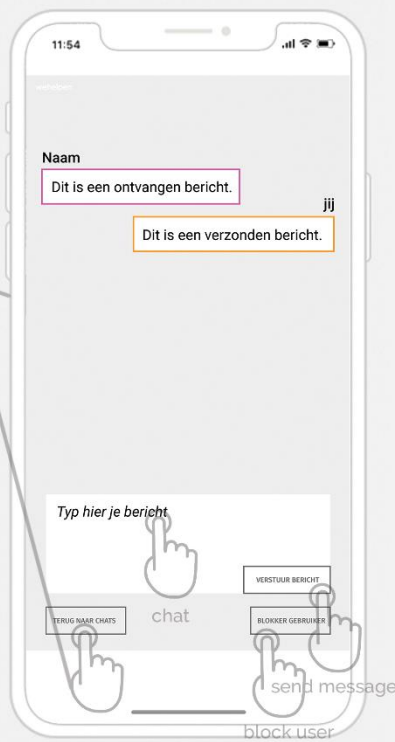 11:54
Naam
Dit is een ontvangen bericht.
jij
Dit is een verzonden bericht.
Typ hier je bericht
VERSTUUR BERICHT
TERUG NAAR CHATS
chat
BLOKKER GEBRUIKER
send message
block user